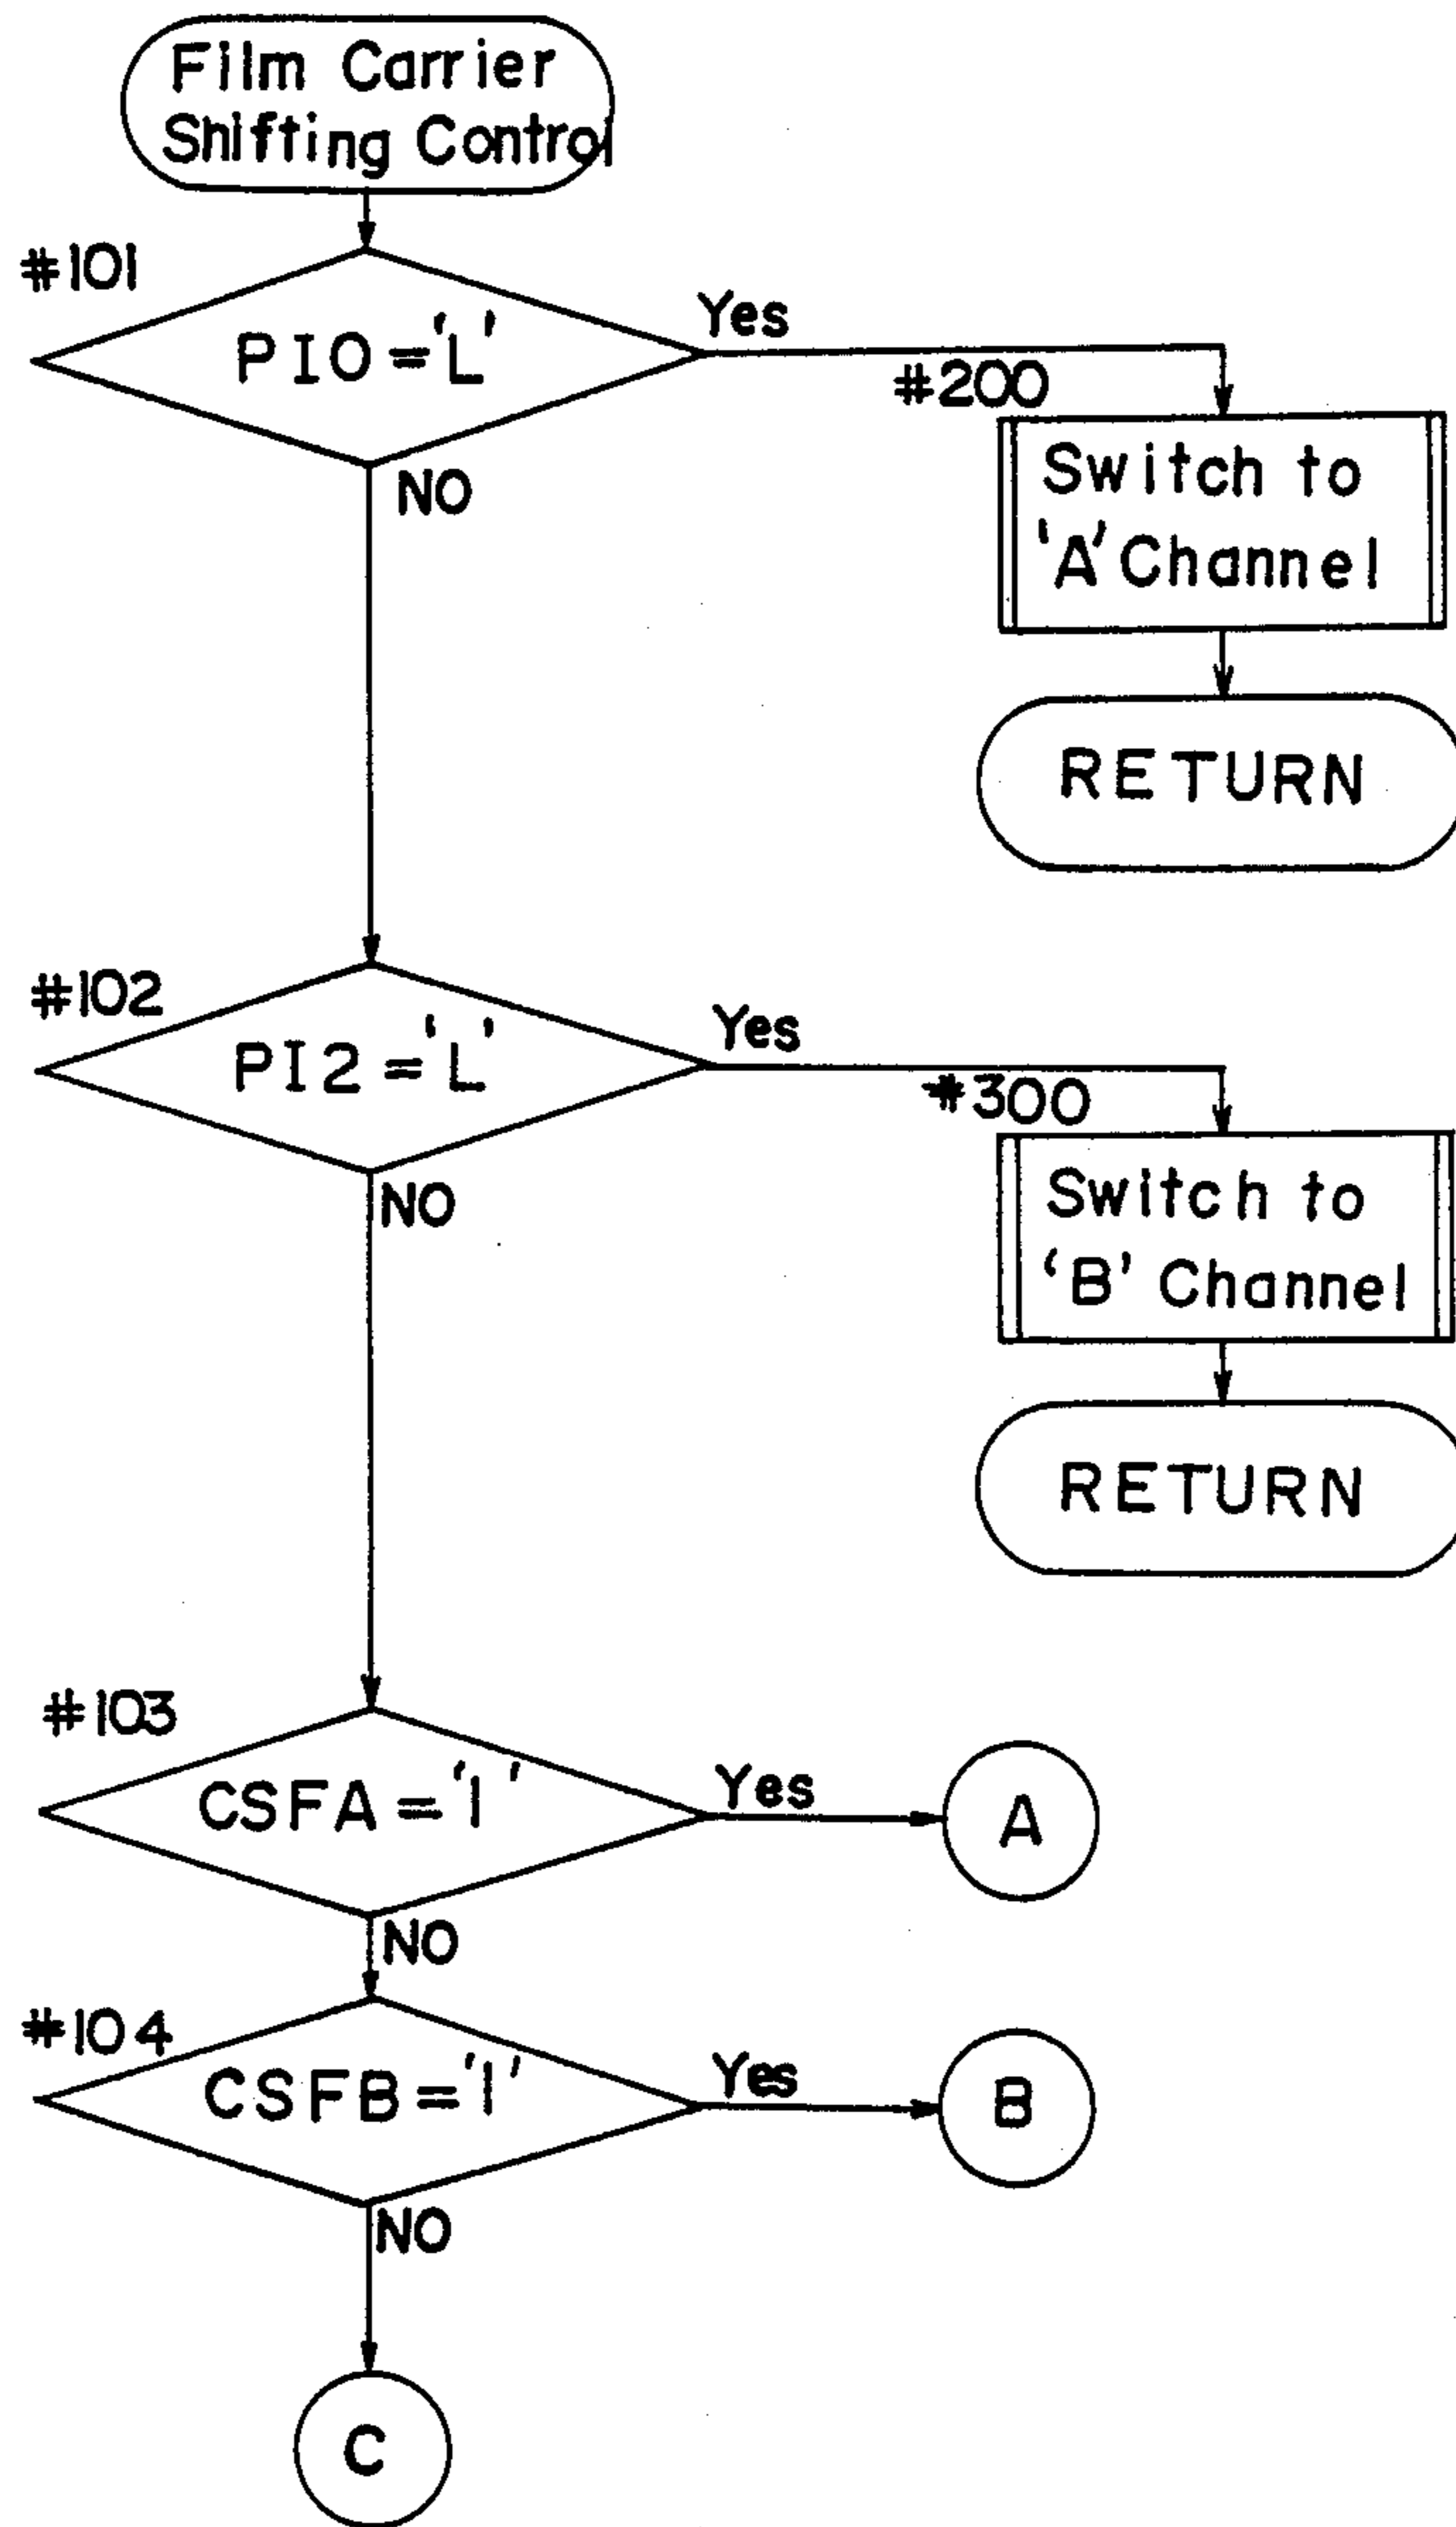 Film Carrier
Shifting Control
#101
PI0='L'
Yes
NO
#200
Switch to
'A' Channel
RETURN
#102
PI2='L'
Yes
NO
#300
Switch to
'B' Channel
RETURN
#103
CSFA='1'
Yes
A
NO
#104
CSFB='1'
Yes
B
NO
C